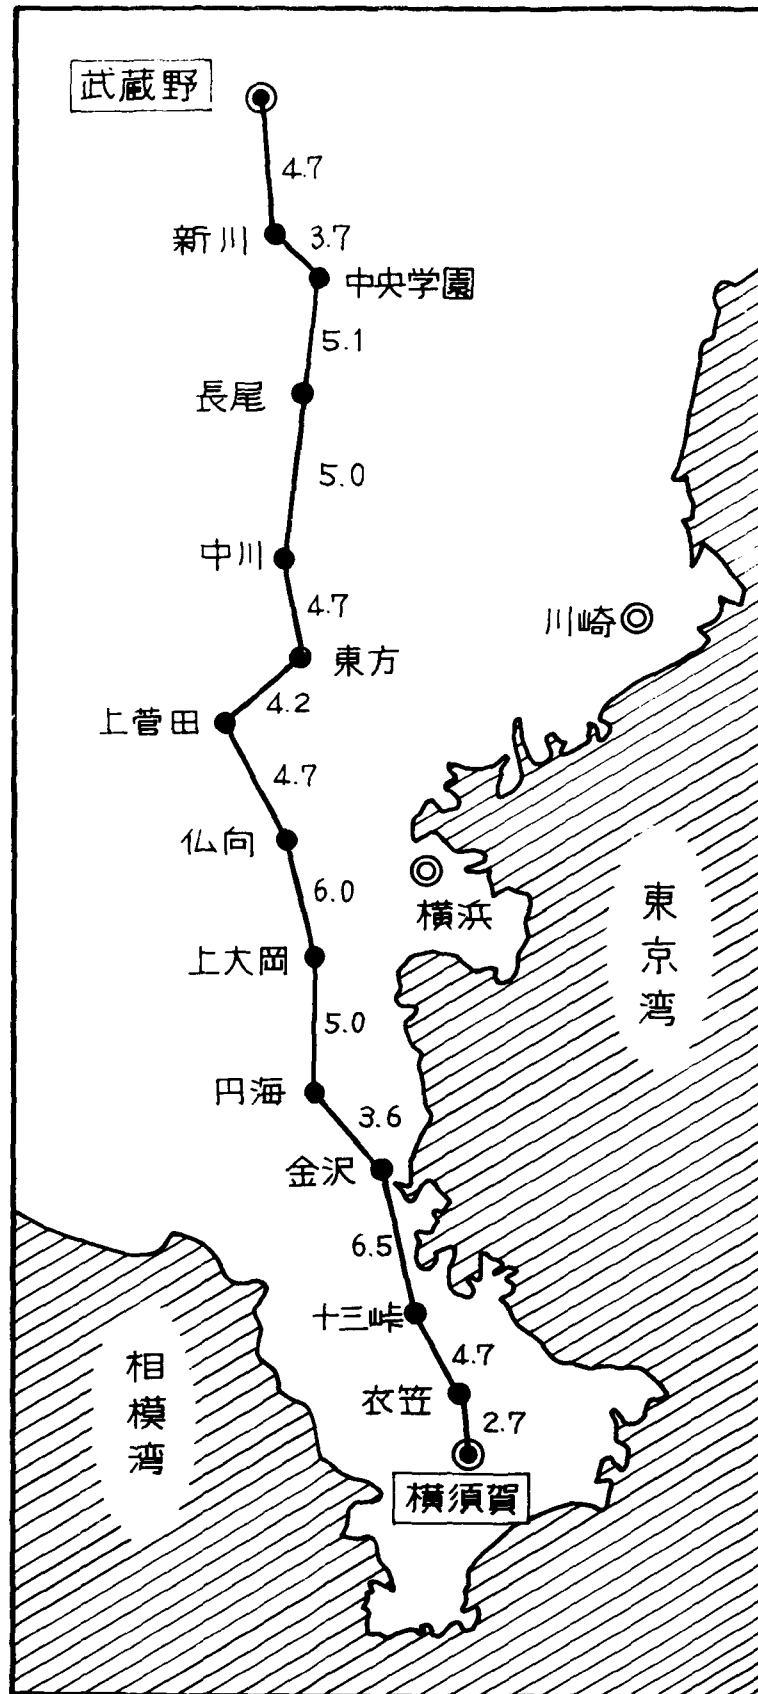 武蔵野
4.7
新川
3.7
中央学園
5.1
長尾
5.0
中川
4.7
川崎
東方
4.2
上菅田
4.7
仏向
6.0
横浜
東京湾
上大岡
5.0
円海
3.6
金沢
6.5
十三峠
4.7
相模湾
衣笠
2.7
横須賀